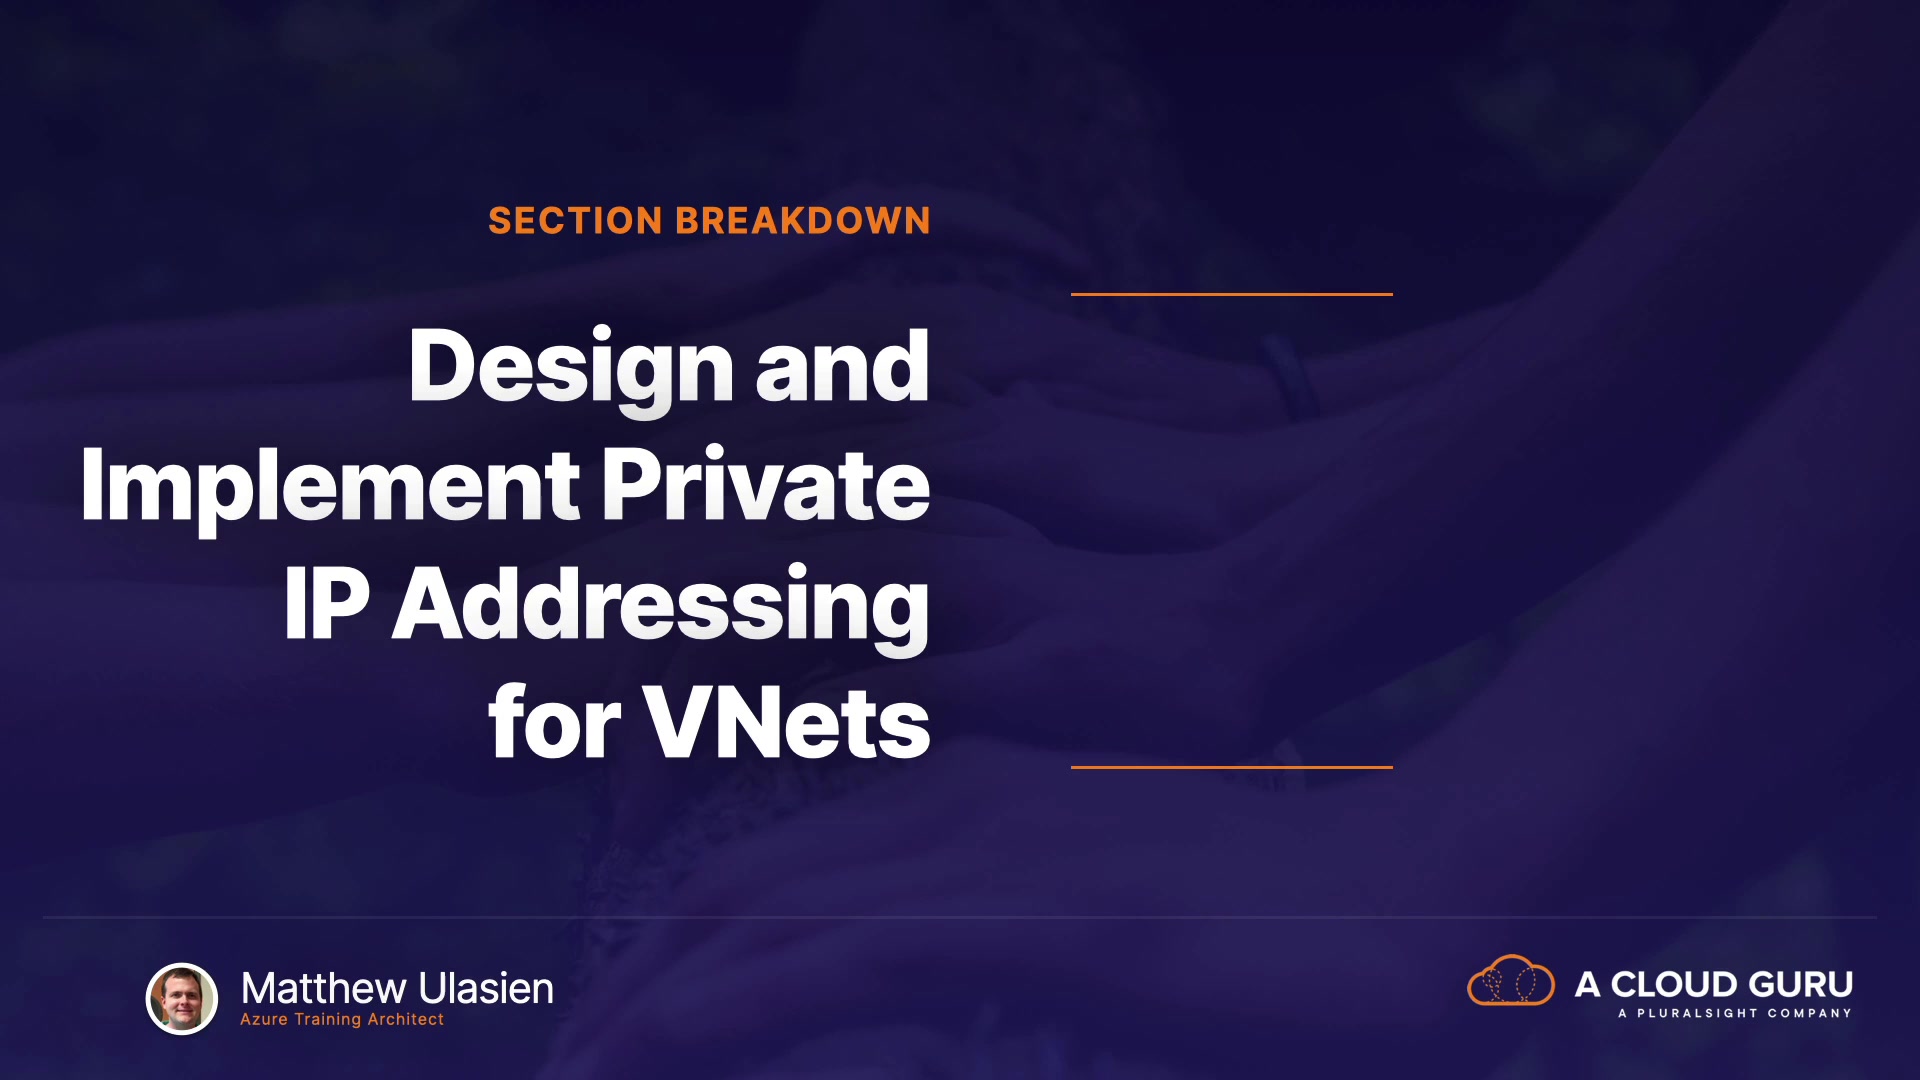 SECTION BREAKDOWN
Design and
Implement Private
IP Addressing
for VNets
Matthew Ulasien
Azure Training Architect
A CLOUD GURU
A PLURALSIGHT COMPANY